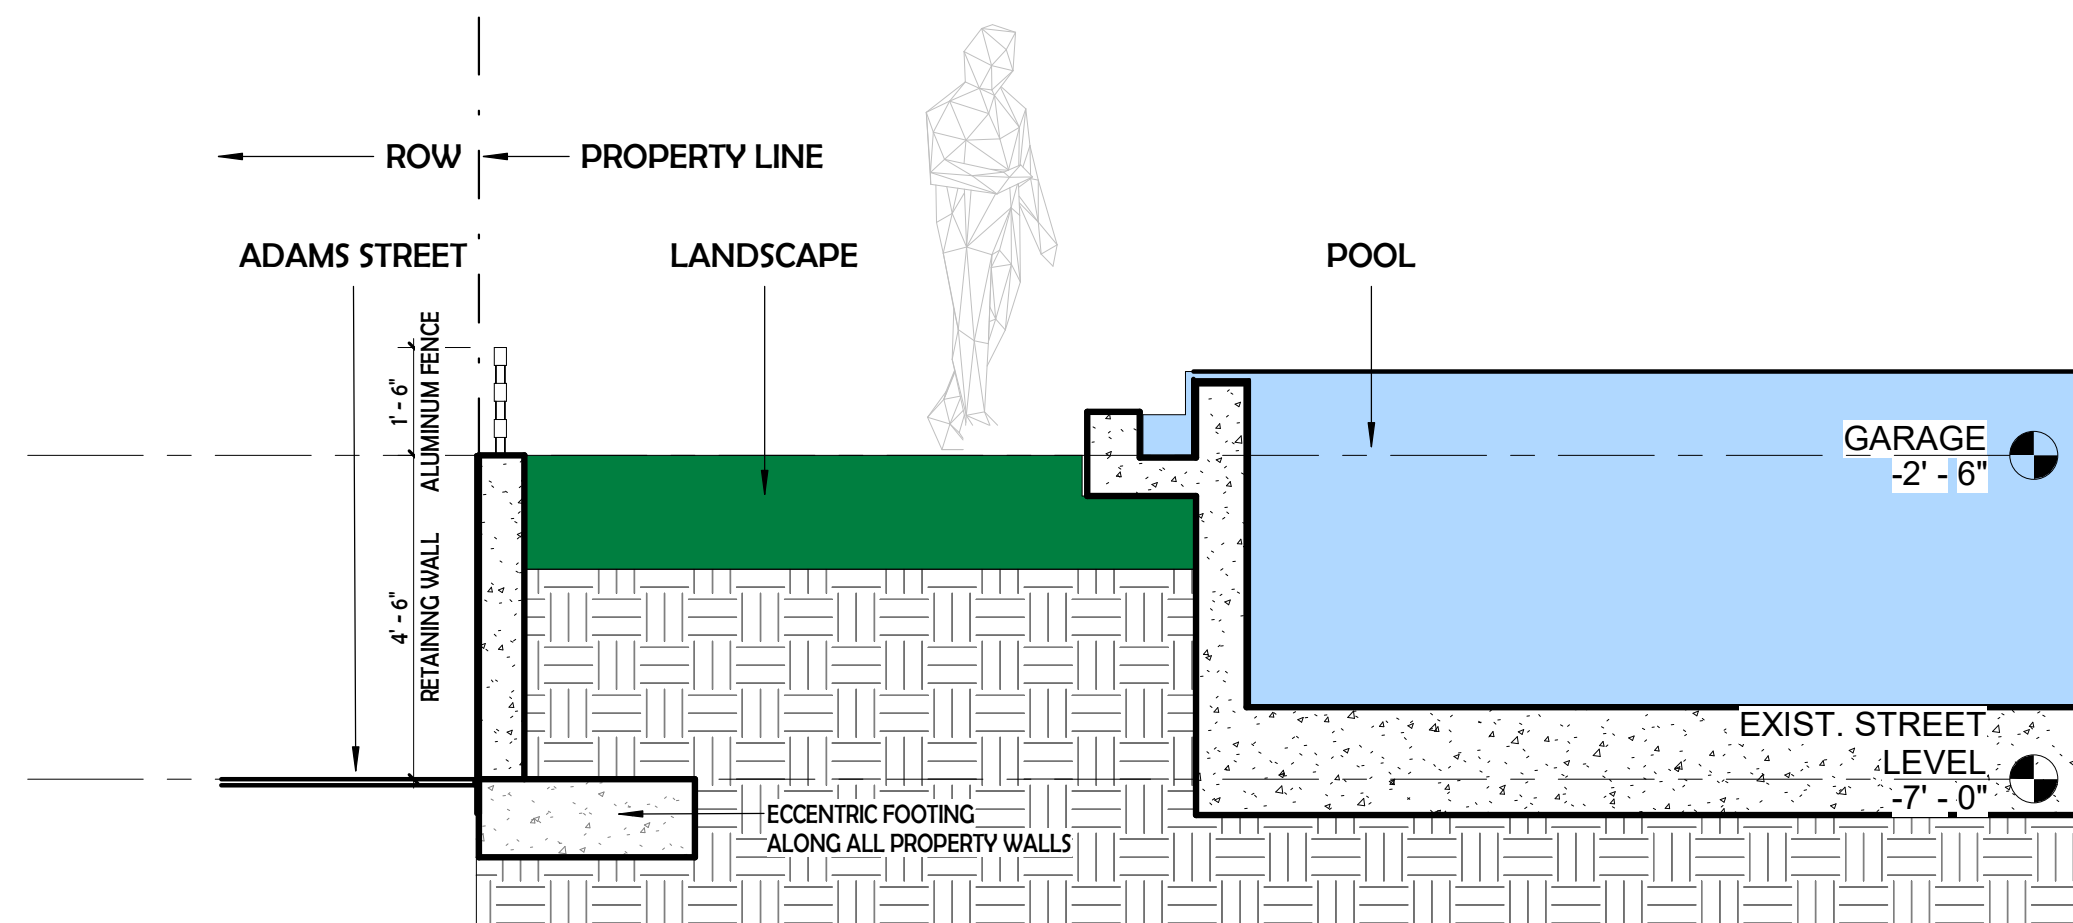 ROW
PROPERTY LINE
ADAMS STREET
LANDSCAPE
POOL
1' - 6"
ALUMINUM FENCE
4' - 6"
RETAINING WALL
GARAGE
-2' - 6"
EXIST. STREET
LEVEL
-7' - 0"
ECCENTRIC FOOTING
ALONG ALL PROPERTY WALLS